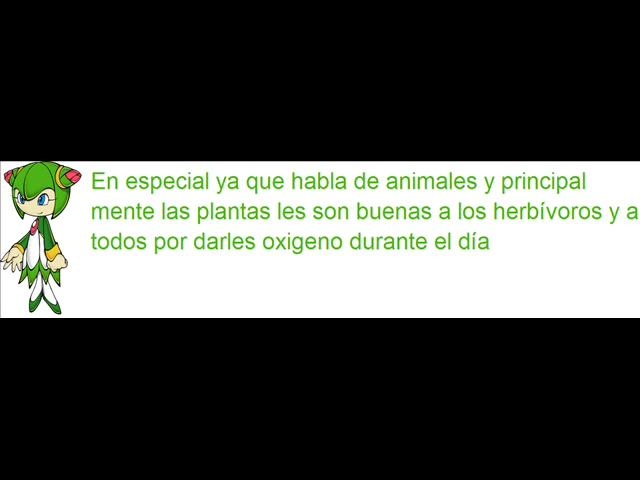 En especial ya que habla de animales y principal
mente las plantas les son buenas a los herbívoros y a
todos por darles oxigeno durante el día